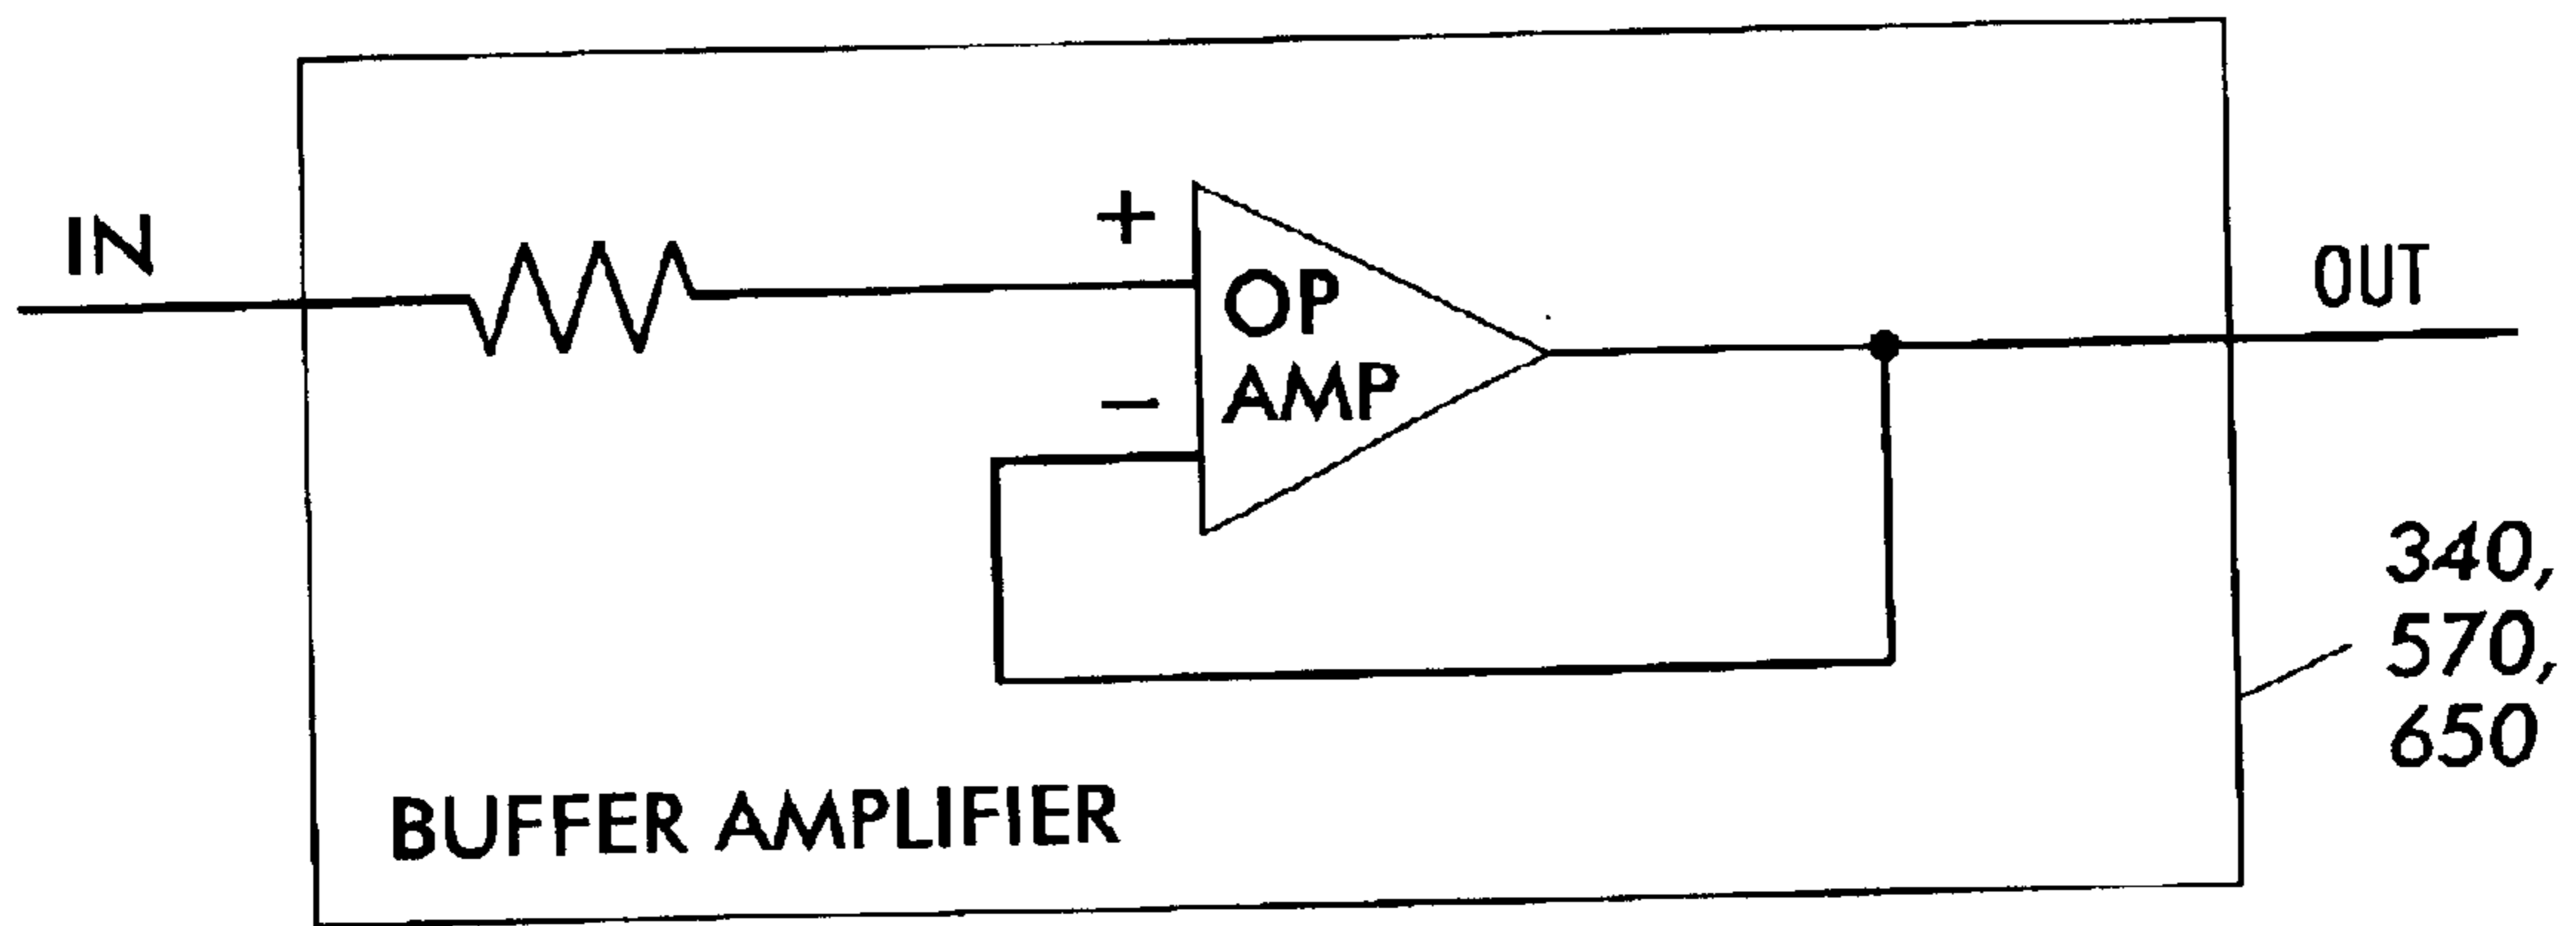 IN
+
OP
AMP
−
OUT
340,
570,
650
BUFFER AMPLIFIER